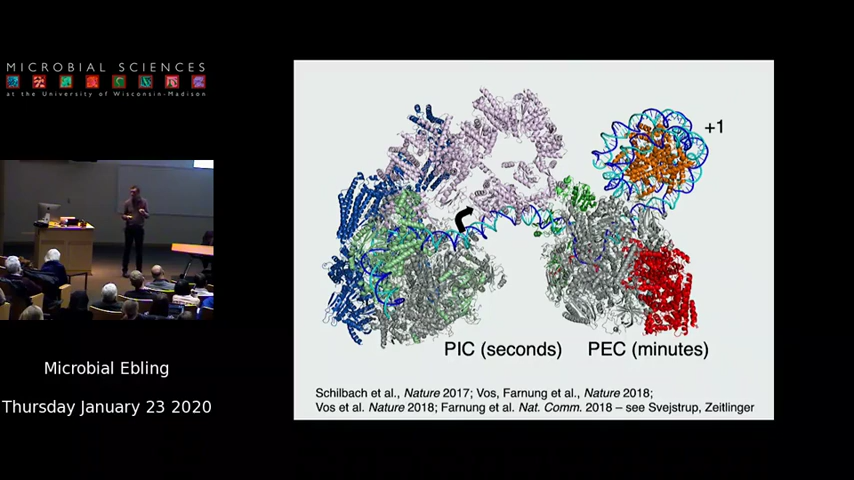 MICROBIAL SCIENCES
at the University of Wisconsin-Madison
Microbial Ebling
Thursday January 23 2020
+1
PIC (seconds)
PEC (minutes)
Schilbach et al., Nature 2017; Vos, Farnung et al., Nature 2018;
Vos et al. Nature 2018; Farnung et al. Nat. Comm. 2018 – see Svejstrup, Zeitlinger